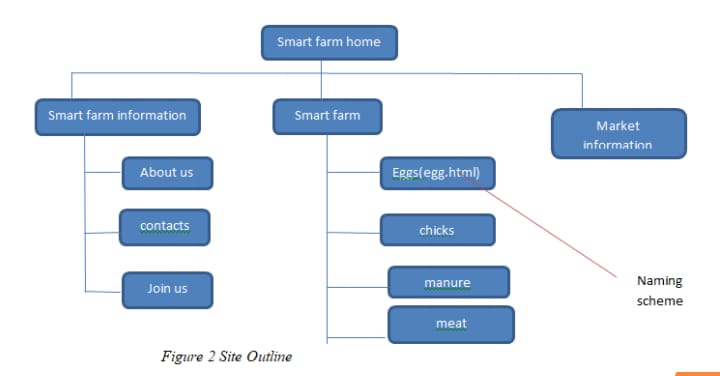 Smart farm home
Smart farm information
Smart farm
Market
information
About us
Eggs(egg.html)
contacts
chicks
Join us
manure
Naming
scheme
meat
Figure 2 Site Outline